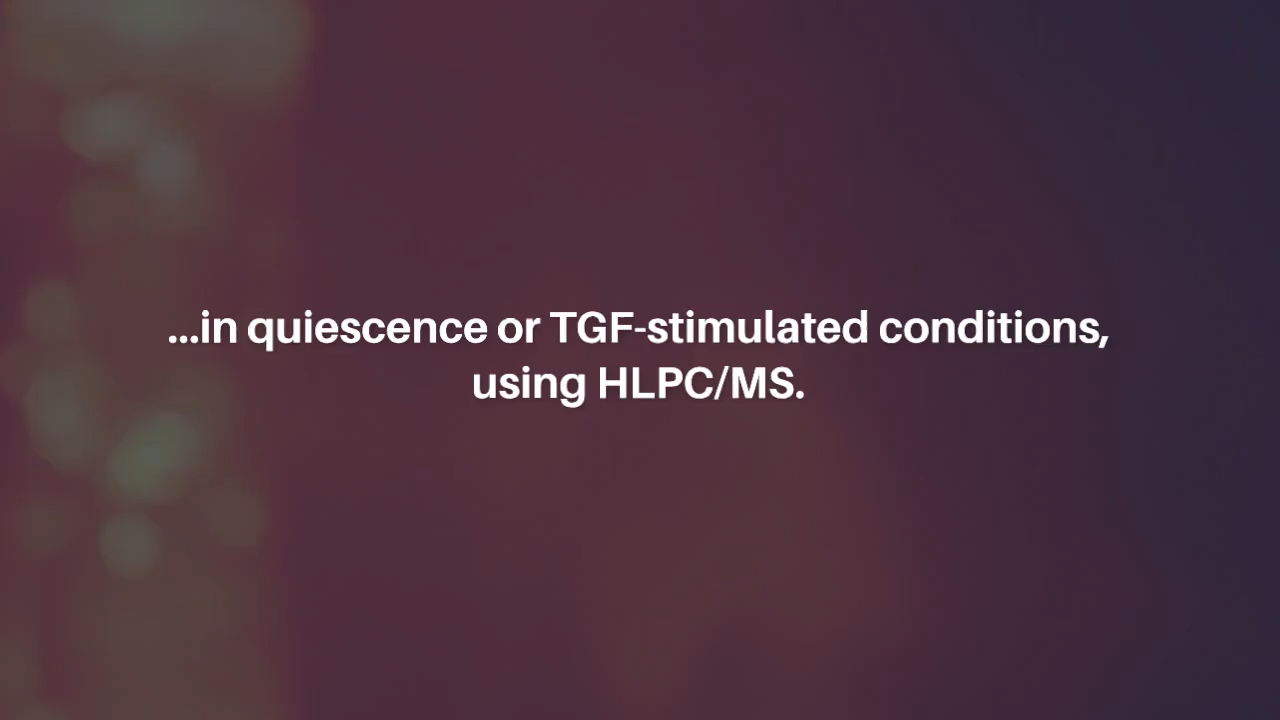 ...in quiescence or TGF-stimulated conditions,
using HLPC/MS.